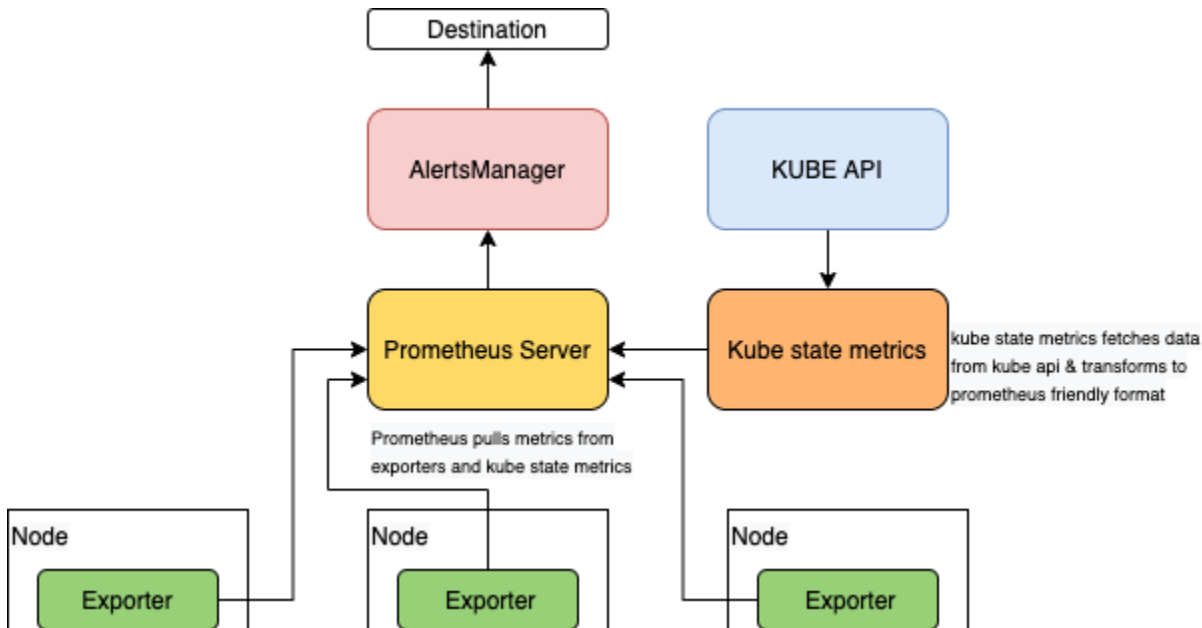 Destination
AlertsManager
KUBE API
Prometheus Server
Kube state metrics
kube state metrics fetches data
from kube api & transforms to
prometheus friendly format
Prometheus pulls metrics from
exporters and kube state metrics
Node
Node
Node
Exporter
Exporter
Exporter